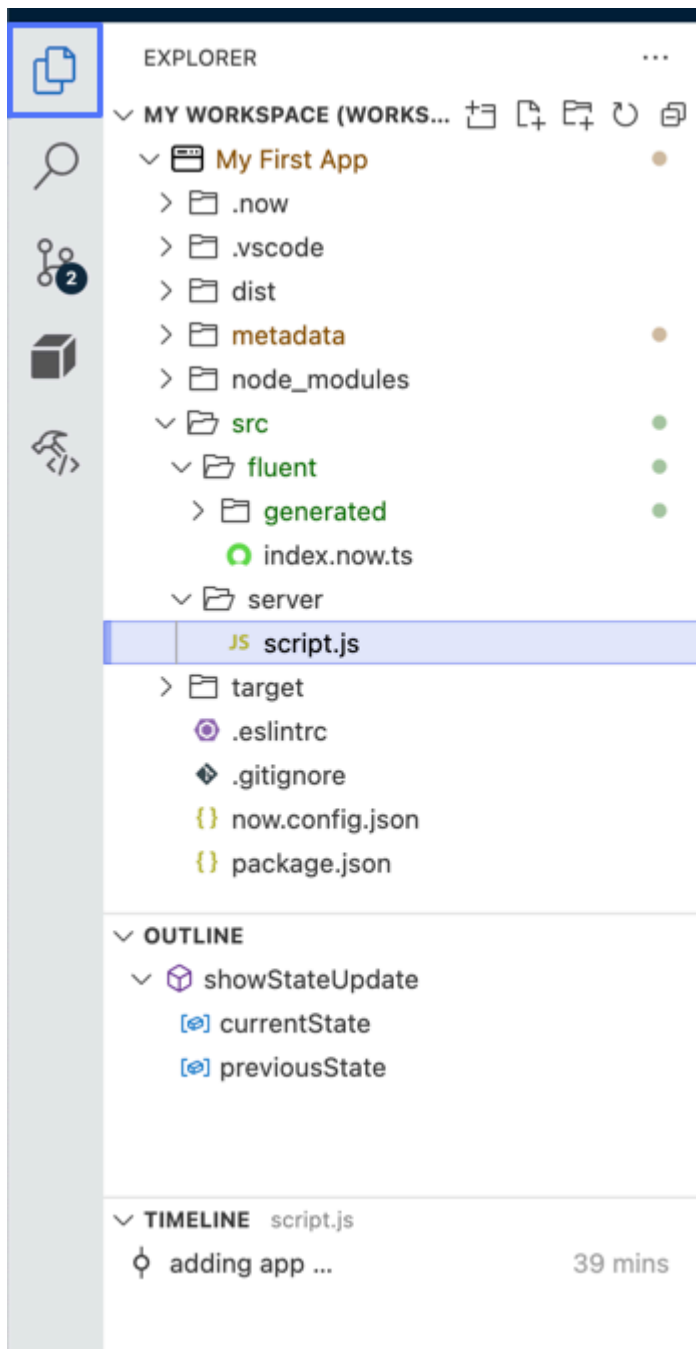 EXPLORER ...
MY WORKSPACE (WORKS...
My First App
.now
.vscode
dist
metadata
node_modules
src
fluent
generated
index.now.ts
server
JS script.js
target
.eslintrc
.gitignore
{} now.config.json
{} package.json
OUTLINE
showStateUpdate
currentState
previousState
TIMELINE script.js
adding app ... 39 mins
2